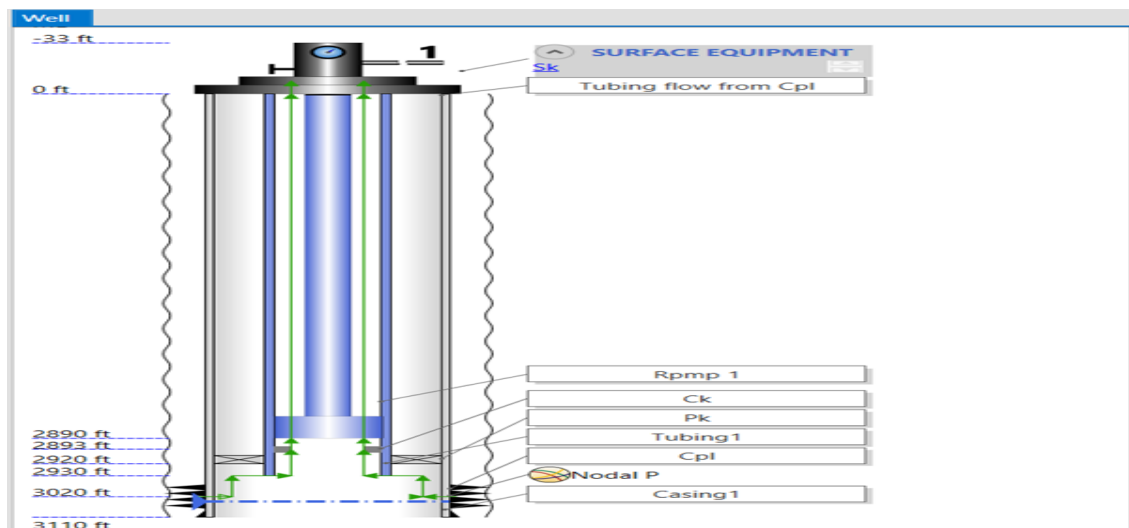 Well
-33 ft
1
SURFACE EQUIPMENT
Sk
0 ft
Tubing flow from Cpl
Rpmp 1
Ck
Pk
2890 ft
Tubing1
2893 ft
Cpl
2920 ft
2930 ft
Nodal P
3020 ft
Casing1
3110 ft